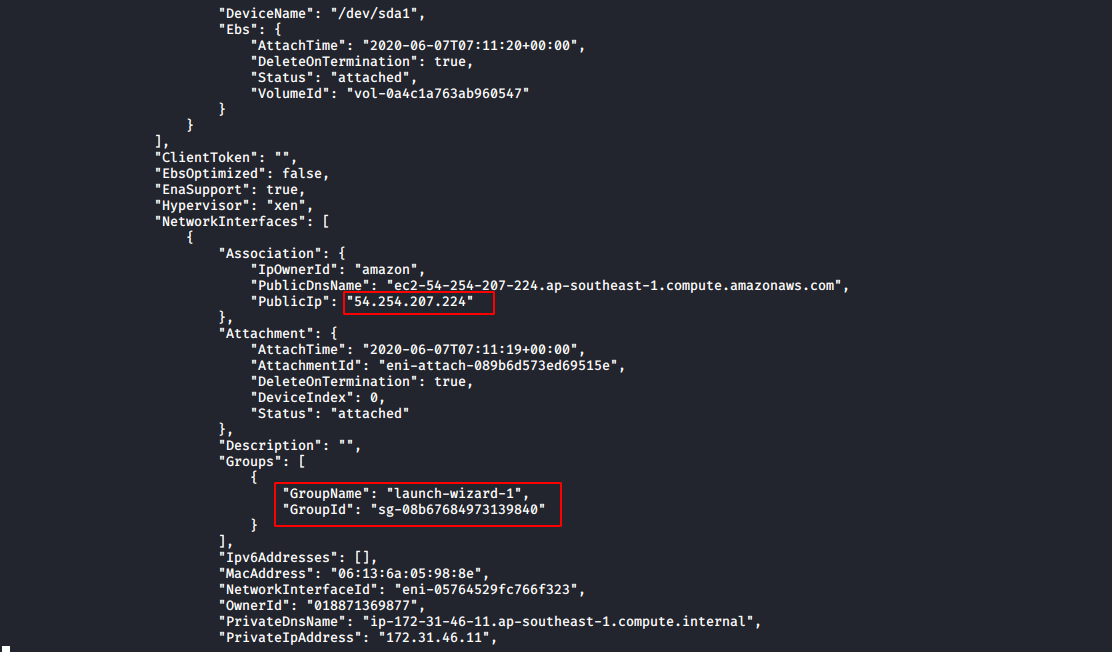 "DeviceName": "/dev/sda1",
"Ebs": {
"AttachTime": "2020-06-07T07:11:20+00:00",
"DeleteOnTermination": true,
"Status": "attached",
"VolumeId": "vol-0a4c1a763ab960547"
}
}
],
"ClientToken": "",
"EbsOptimized": false,
"EnaSupport": true,
"Hypervisor": "xen",
"NetworkInterfaces": [
{
"Association": {
"IpOwnerId": "amazon",
"PublicDnsName": "ec2-54-254-207-224.ap-southeast-1.compute.amazonaws.com",
"PublicIp": "54.254.207.224"
},
"Attachment": {
"AttachTime": "2020-06-07T07:11:19+00:00",
"AttachmentId": "eni-attach-089b6d573ed69515e",
"DeleteOnTermination": true,
"DeviceIndex": 0,
"Status": "attached"
},
"Description": "",
"Groups": [
{
"GroupName": "launch-wizard-1",
"GroupId": "sg-08b67684973139840"
}
],
"Ipv6Addresses": [],
"MacAddress": "06:13:6a:05:98:8e",
"NetworkInterfaceId": "eni-05764529fc766f323",
"OwnerId": "018871369877",
"PrivateDnsName": "ip-172-31-46-11.ap-southeast-1.compute.internal",
"PrivateIpAddress": "172.31.46.11",